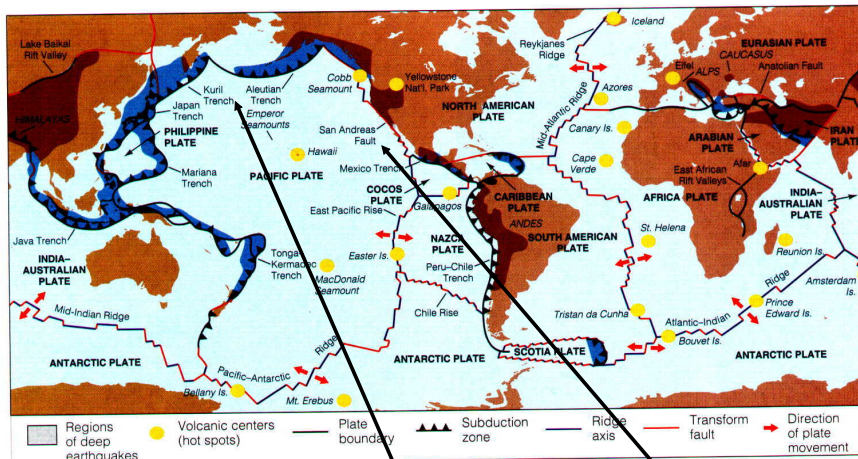 Lake Baikal
Rift Valley
HIMALAYAS
Kuril
Trench
Japan
Trench
PHILIPPINE
PLATE
Mariana
Trench
Java Trench
INDIA–
AUSTRALIAN
PLATE
Mid-Indian Ridge
ANTARCTIC PLATE
Aleutian
Trench
Emperor
Seamounts
Hawaii
PACIFIC PLATE
Tonga-
Kermadec
Trench
MacDonald
Seamount
Pacific–Antarctic
Ridge
Bellany Is.
Mt. Erebus
Cobb
Seamount
Yellowstone
Nat'l. Park
NORTH AMERICAN
PLATE
San Andreas
Fault
Mexico Trench
COCOS
PLATE
East Pacific Rise
Galapagos
CARIBBEAN
PLATE
NAZCA
PLATE
Easter Is.
ANDES
SOUTH AMERICAN
PLATE
Peru–Chile
Trench
Chile Rise
ANTARCTIC PLATE
SCOTIA PLATE
Iceland
Reykjanes
Ridge
Mid-Atlantic Ridge
Azores
Canary Is.
Cape
Verde
St. Helena
Tristan da Cunha
Bouvet Is.
Atlantic–Indian
Ridge
Prince
Edward Is.
ANTARCTIC
PLATE
EURASIAN PLATE
Eifel
ALPS
CAUCASUS
Anatolian Fault
ARABIAN
PLATE
IRAN
PLATE
Afar
East African
Rift Valleys
AFRICA PLATE
INDIA–
AUSTRALIAN
PLATE
Reunion Is.
Amsterdam
Is.
Regions
of deep
earthquakes
Volcanic centers
(hot spots)
Plate
boundary
Subduction
zone
Ridge
axis
Transform
fault
Direction
of plate
movement